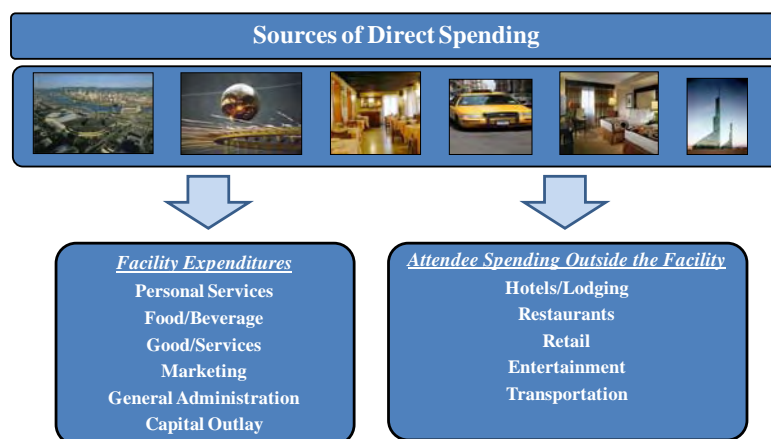 Sources of Direct Spending
Facility Expenditures
Personal Services
Food/Beverage
Good/Services
Marketing
General Administration
Capital Outlay
Attendee Spending Outside the Facility
Hotels/Lodging
Restaurants
Retail
Entertainment
Transportation